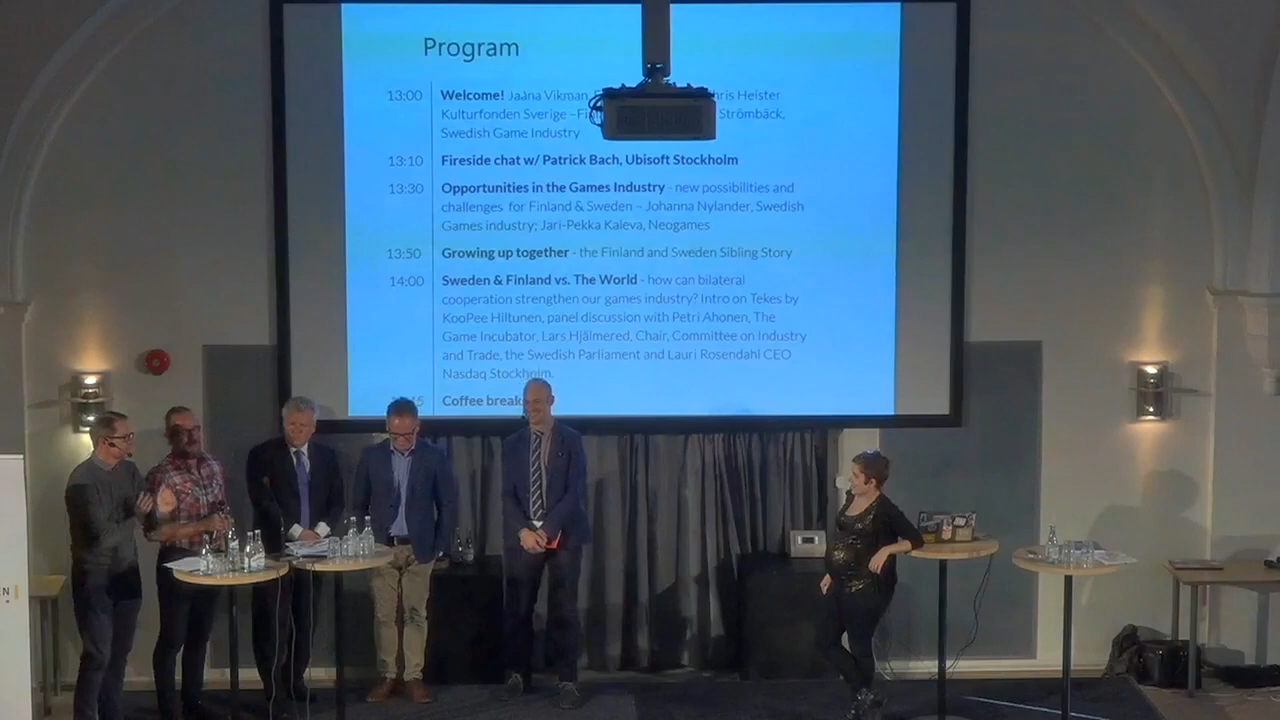 Program
13:00 Welcome! Jaana Vikman, hris Heister
Kulturfonden Sverige – Strömbäck,
Swedish Game Industry
13:10 Fireside chat w/ Patrick Bach, Ubisoft Stockholm
13:30 Opportunities in the Games Industry - new possibilities and
challenges for Finland & Sweden – Johanna Nylander, Swedish
Games industry; Jari-Pekka Kaleva, Neogames
13:50 Growing up together - the Finland and Sweden Sibling Story
14:00 Sweden & Finland vs. The World - how can bilateral
cooperation strengthen our games industry? Intro on Tekes by
KooPee Hiltunen, panel discussion with Petri Ahonen, The
Game Incubator, Lars Hjälmered, Chair, Committee on Industry
and Trade, the Swedish Parliament and Lauri Rosendahl CEO
Nasdaq Stockholm.
Coffee break
EN